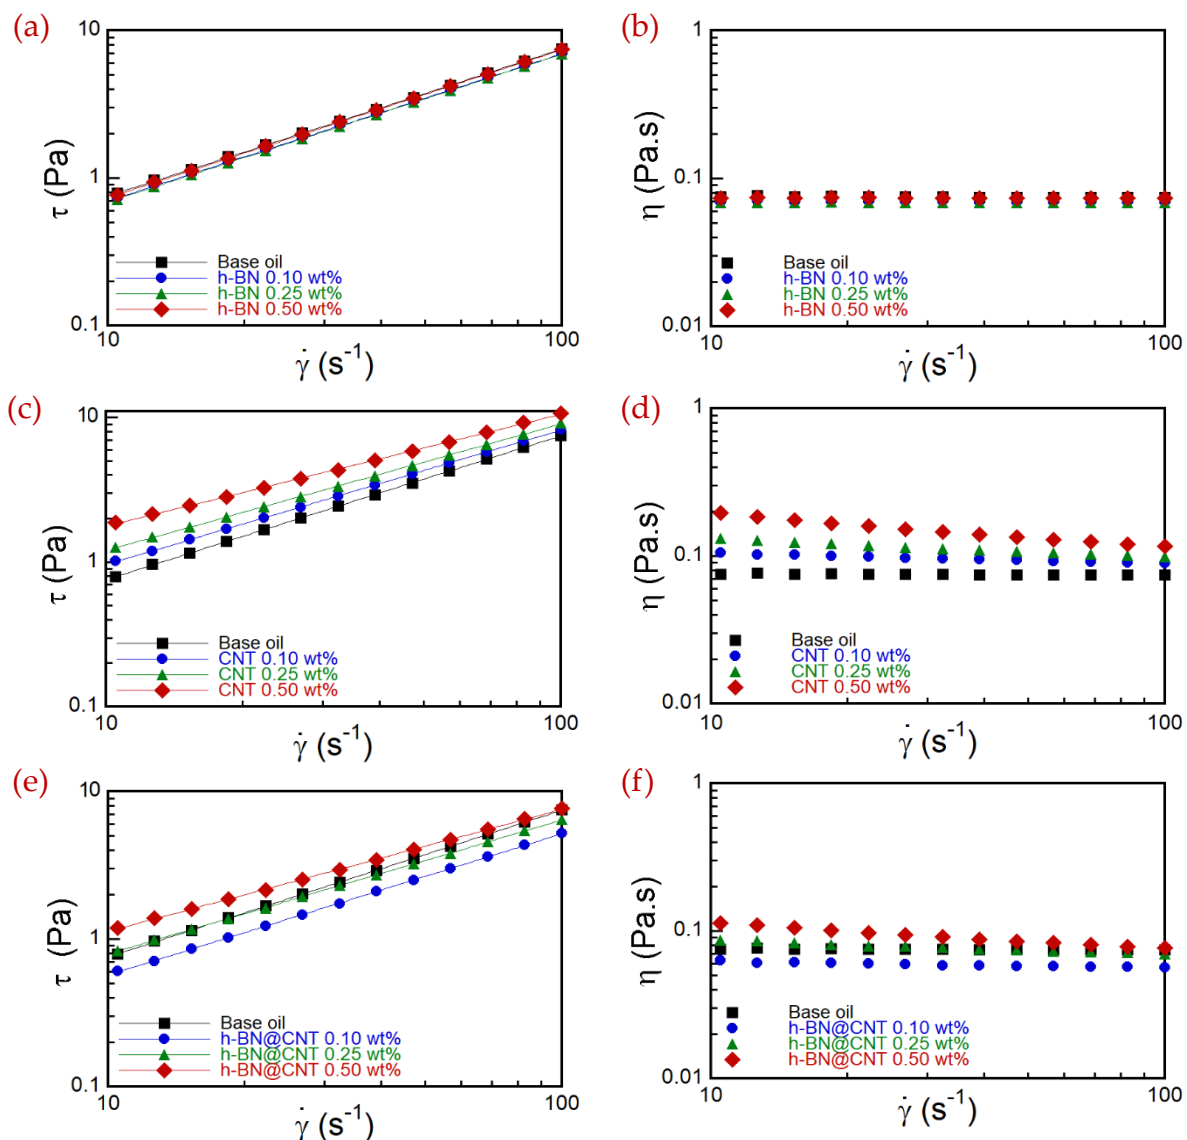 (a)
10
1
0.1
τ (Pa)
Base oil
h-BN 0.10 wt%
h-BN 0.25 wt%
h-BN 0.50 wt%
10
100
γ̇ (s⁻¹)
(b)
1
0.1
0.01
η (Pa.s)
Base oil
h-BN 0.10 wt%
h-BN 0.25 wt%
h-BN 0.50 wt%
10
100
γ̇ (s⁻¹)
(c)
10
1
0.1
τ (Pa)
Base oil
CNT 0.10 wt%
CNT 0.25 wt%
CNT 0.50 wt%
10
100
γ̇ (s⁻¹)
(d)
1
0.1
0.01
η (Pa.s)
Base oil
CNT 0.10 wt%
CNT 0.25 wt%
CNT 0.50 wt%
10
100
γ̇ (s⁻¹)
(e)
10
1
0.1
τ (Pa)
Base oil
h-BN@CNT 0.10 wt%
h-BN@CNT 0.25 wt%
h-BN@CNT 0.50 wt%
10
100
γ̇ (s⁻¹)
(f)
1
0.1
0.01
η (Pa.s)
Base oil
h-BN@CNT 0.10 wt%
h-BN@CNT 0.25 wt%
h-BN@CNT 0.50 wt%
10
100
γ̇ (s⁻¹)